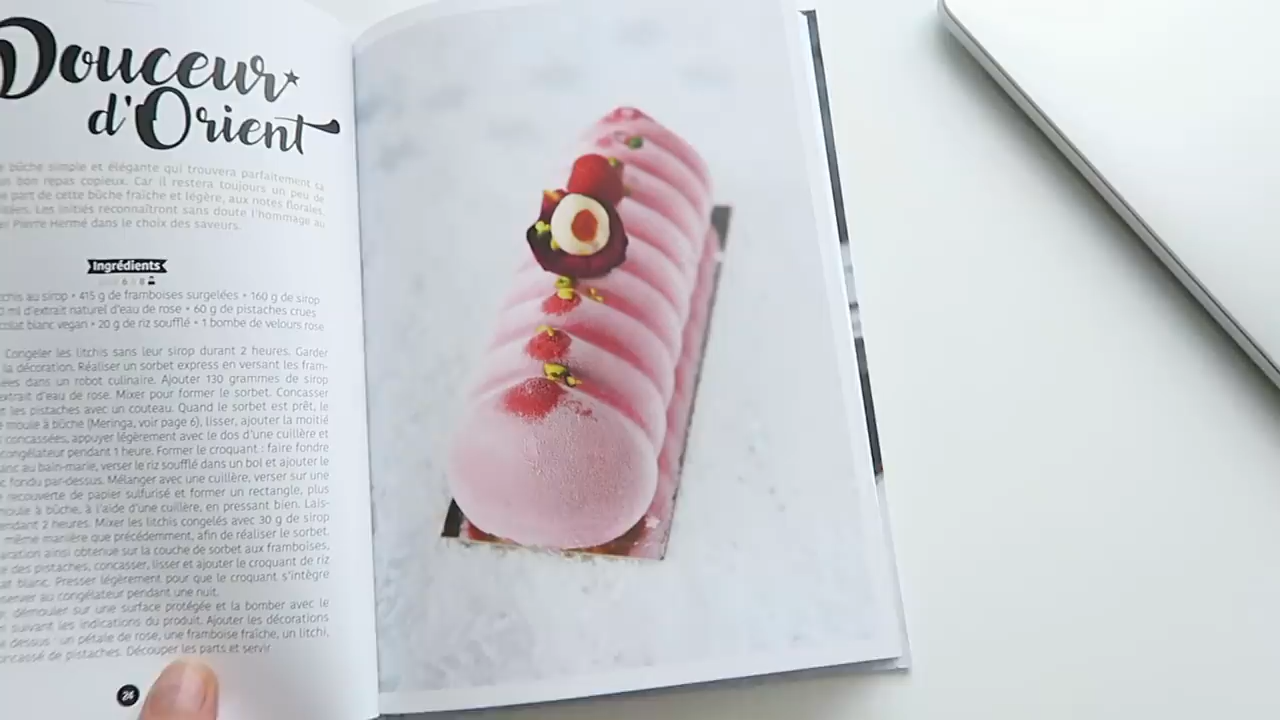 Douceur
d'Orient
bûche simple et élégante qui trouvera parfaitement sa
bon repas copieux. Car il restera toujours un peu de
part de cette bûche fraîche et légère, aux notes florales,
Les initiés reconnaîtront sans doute l'hommage au
Pierre Hermé dans le choix des saveurs.
Ingrédients
au sirop • 415 g de framboises surgelées • 160 g de sirop
ml d'extrait naturel d'eau de rose • 60 g de pistaches crues
blanc vegan • 20 g de riz soufflé • 1 bombe de velours rose
Congeler les litchis sans leur sirop durant 2 heures. Garder
la décoration. Réaliser un sorbet express en versant les fram-
dans un robot culinaire. Ajouter 130 grammes de sirop
extrait d'eau de rose. Mixer pour former le sorbet. Concasser
les pistaches avec un couteau. Quand le sorbet est prêt, le
moule à bûche (Meringa, voir page 6), lisser, ajouter la moitié
concassées, appuyer légèrement avec le dos d'une cuillère et
congélateur pendant 1 heure. Former le croquant : faire fondre
au bain-marie, verser le riz soufflé dans un bol et ajouter le
fondu par-dessus. Mélanger avec une cuillère, verser sur une
recouverte de papier sulfurisé et former un rectangle, plus
moule à bûche, à l'aide d'une cuillère, en pressant bien. Lais-
pendant 2 heures. Mixer les litchis congelés avec 30 g de sirop
même manière que précédemment, afin de réaliser le sorbet.
ainsi obtenue sur la couche de sorbet aux framboises,
des pistaches, concasser, lisser et ajouter le croquant de riz
blanc. Presser légèrement pour que le croquant s'intègre
au congélateur pendant une nuit.
démouler sur une surface protégée et la bomber avec le
suivant les indications du produit. Ajouter les décorations
dessus : un pétale de rose, une framboise fraîche, un litchi,
de pistaches. Découper les parts et servir
24